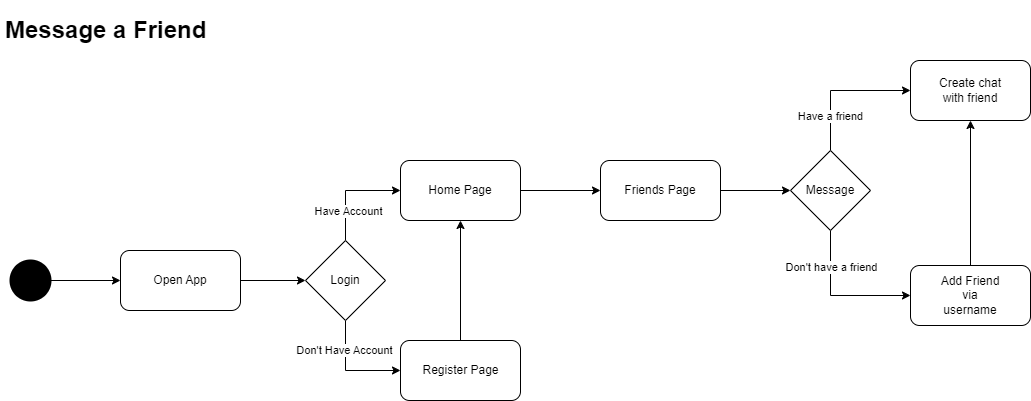 Message a Friend
Create chat
with friend
Have a friend
Home Page
Friends Page
Message
Have Account
Don't have a friend
Open App
Login
Add Friend
via
username
Don't Have Account
Register Page